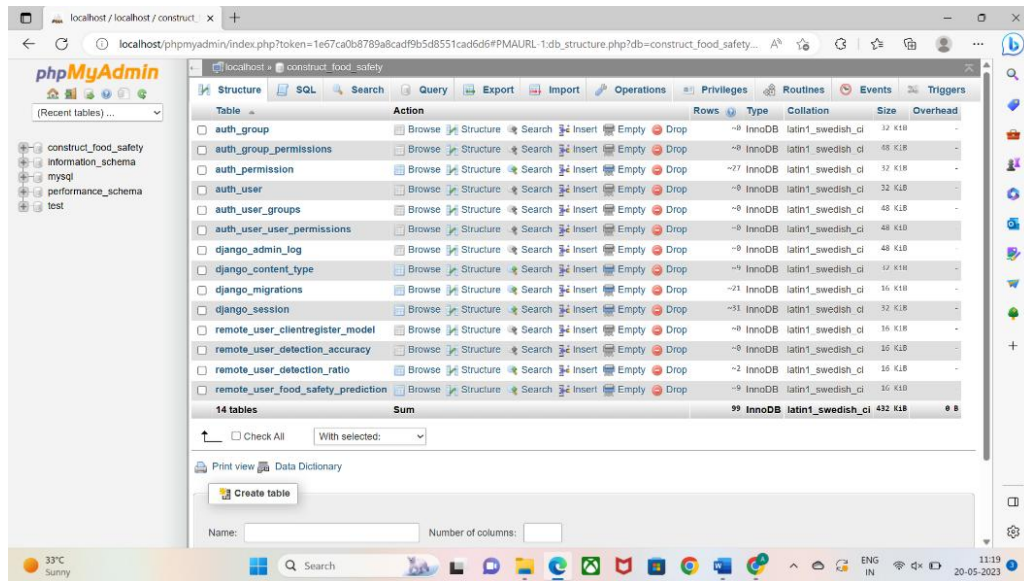 localhost / localhost / construct_
localhost/phpmyadmin/index.php?token=1e67ca0b8789a8cadf9b5d8551cad6d6#PMAURL-1:db_structure.php?db=construct_food_safety...
phpMyAdmin
(Recent tables) ...
construct_food_safety
information_schema
mysql
performance_schema
test
localhost » construct_food_safety
Structure SQL Search Query Export Import Operations Privileges Routines Events Triggers
Table Action Rows Type Collation Size Overhead
auth_group Browse Structure Search Insert Empty Drop ~0 InnoDB latin1_swedish_ci 32 KiB -
auth_group_permissions Browse Structure Search Insert Empty Drop ~0 InnoDB latin1_swedish_ci 48 KiB -
auth_permission Browse Structure Search Insert Empty Drop ~27 InnoDB latin1_swedish_ci 32 KiB -
auth_user Browse Structure Search Insert Empty Drop ~0 InnoDB latin1_swedish_ci 32 KiB -
auth_user_groups Browse Structure Search Insert Empty Drop ~0 InnoDB latin1_swedish_ci 48 KiB -
auth_user_user_permissions Browse Structure Search Insert Empty Drop ~0 InnoDB latin1_swedish_ci 48 KiB -
django_admin_log Browse Structure Search Insert Empty Drop ~0 InnoDB latin1_swedish_ci 48 KiB -
django_content_type Browse Structure Search Insert Empty Drop ~9 InnoDB latin1_swedish_ci 32 KiB -
django_migrations Browse Structure Search Insert Empty Drop ~21 InnoDB latin1_swedish_ci 16 KiB -
django_session Browse Structure Search Insert Empty Drop ~31 InnoDB latin1_swedish_ci 32 KiB -
remote_user_clientregister_model Browse Structure Search Insert Empty Drop ~0 InnoDB latin1_swedish_ci 16 KiB -
remote_user_detection_accuracy Browse Structure Search Insert Empty Drop ~0 InnoDB latin1_swedish_ci 16 KiB -
remote_user_detection_ratio Browse Structure Search Insert Empty Drop ~2 InnoDB latin1_swedish_ci 16 KiB -
remote_user_food_safety_prediction Browse Structure Search Insert Empty Drop ~9 InnoDB latin1_swedish_ci 16 KiB -
14 tables Sum 99 InnoDB latin1_swedish_ci 432 KiB 0 B
Check All With selected:
Print view Data Dictionary
Create table
Name: Number of columns:
33°C
Sunny
Search
ENG
IN
11:19
20-05-2023